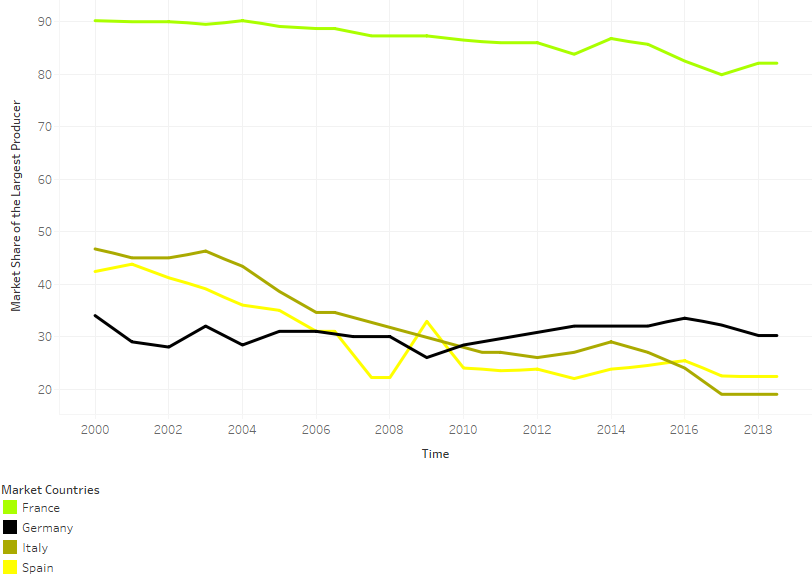 90
80
70
60
50
40
30
20
Market Share of the Largest Producer
2000 2002 2004 2006 2008 2010 2012 2014 2016 2018
Time
Market Countries
France
Germany
Italy
Spain